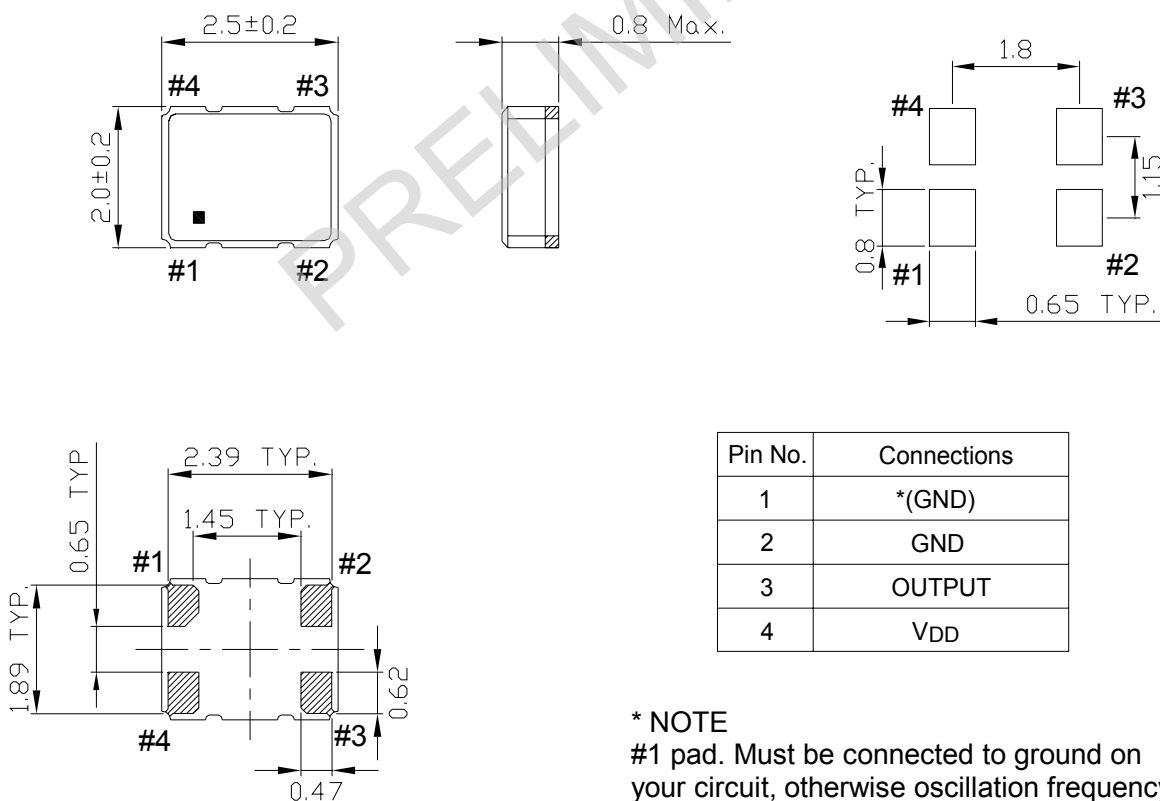 PRELIMI
2.5±0.2
0.8 Max.
#4
#3
2.0±0.2
#1
#2
1.8
#4
#3
1.15
0.8 TYP.
#1
#2
0.65 TYP.
2.39 TYP.
1.45 TYP.
0.65 TYP
#1
#2
1.89 TYP.
0.62
#4
#3
0.47
Pin No. Connections
1 *(GND)
2 GND
3 OUTPUT
4 VDD
* NOTE
#1 pad. Must be connected to ground on
your circuit, otherwise oscillation frequency